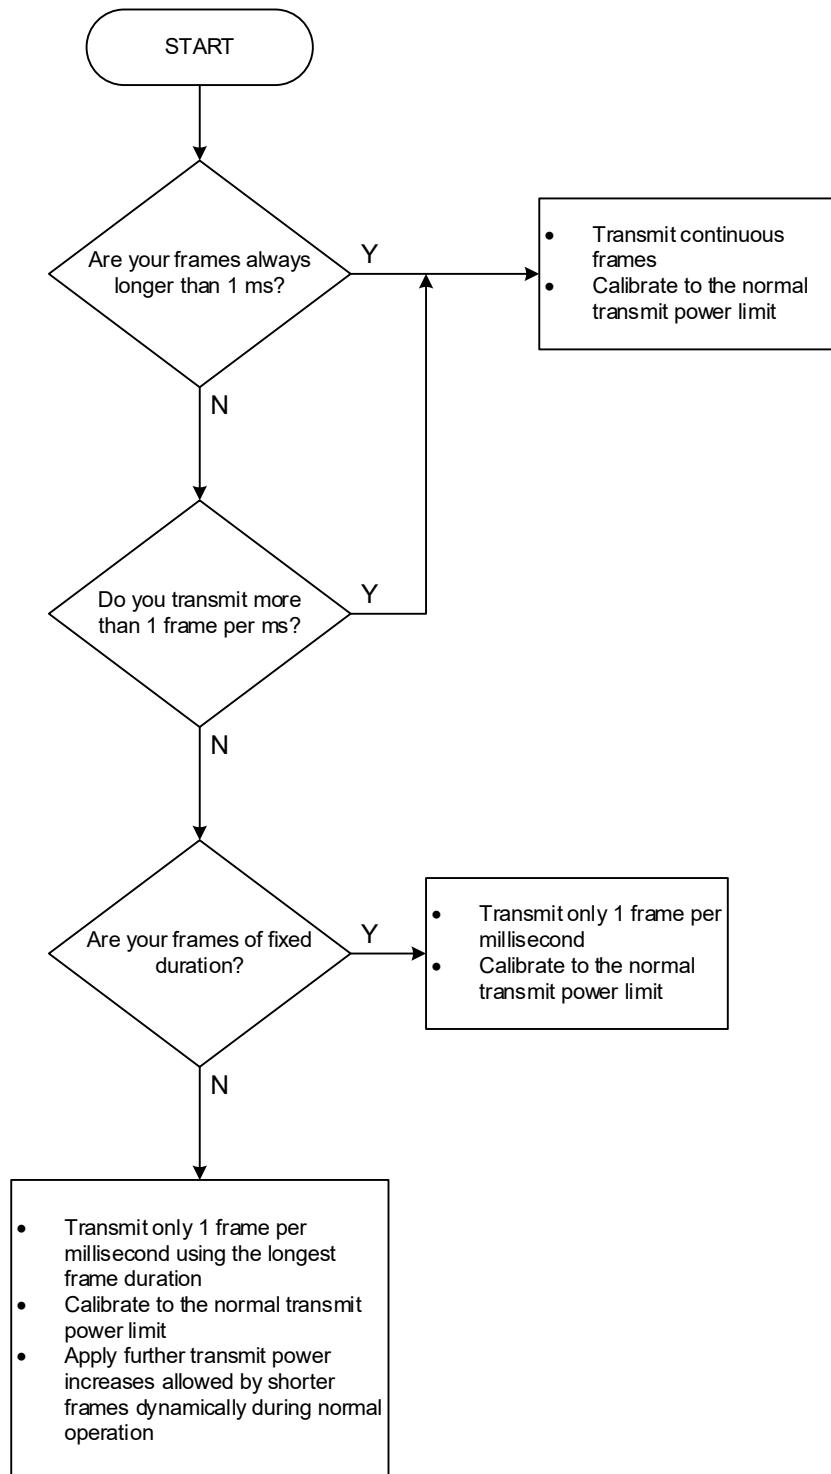 START
Are your frames always
longer than 1 ms?
Y
• Transmit continuous
frames
• Calibrate to the normal
transmit power limit
N
Do you transmit more
than 1 frame per ms?
Y
N
Are your frames of fixed
duration?
Y
• Transmit only 1 frame per
millisecond
• Calibrate to the normal
transmit power limit
N
• Transmit only 1 frame per
millisecond using the longest
frame duration
• Calibrate to the normal transmit
power limit
• Apply further transmit power
increases allowed by shorter
frames dynamically during normal
operation